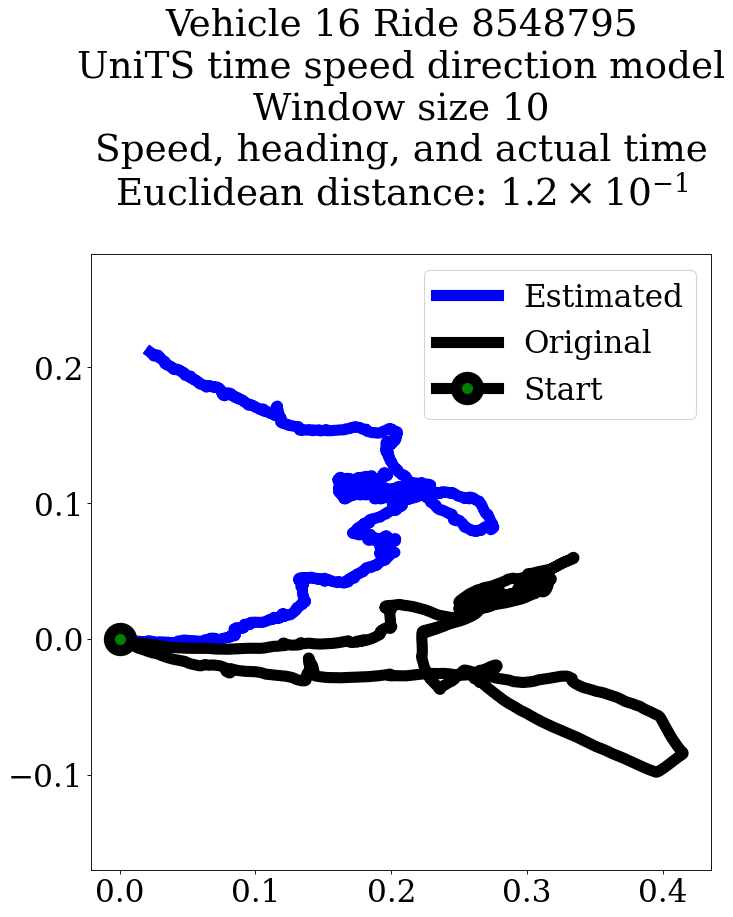 Vehicle 16 Ride 8548795
UniTS time speed direction model
Window size 10
Speed, heading, and actual time
Euclidean distance: 1.2 × 10⁻¹
Estimated
Original
Start
0.2
0.1
0.0
−0.1
0.0 0.1 0.2 0.3 0.4